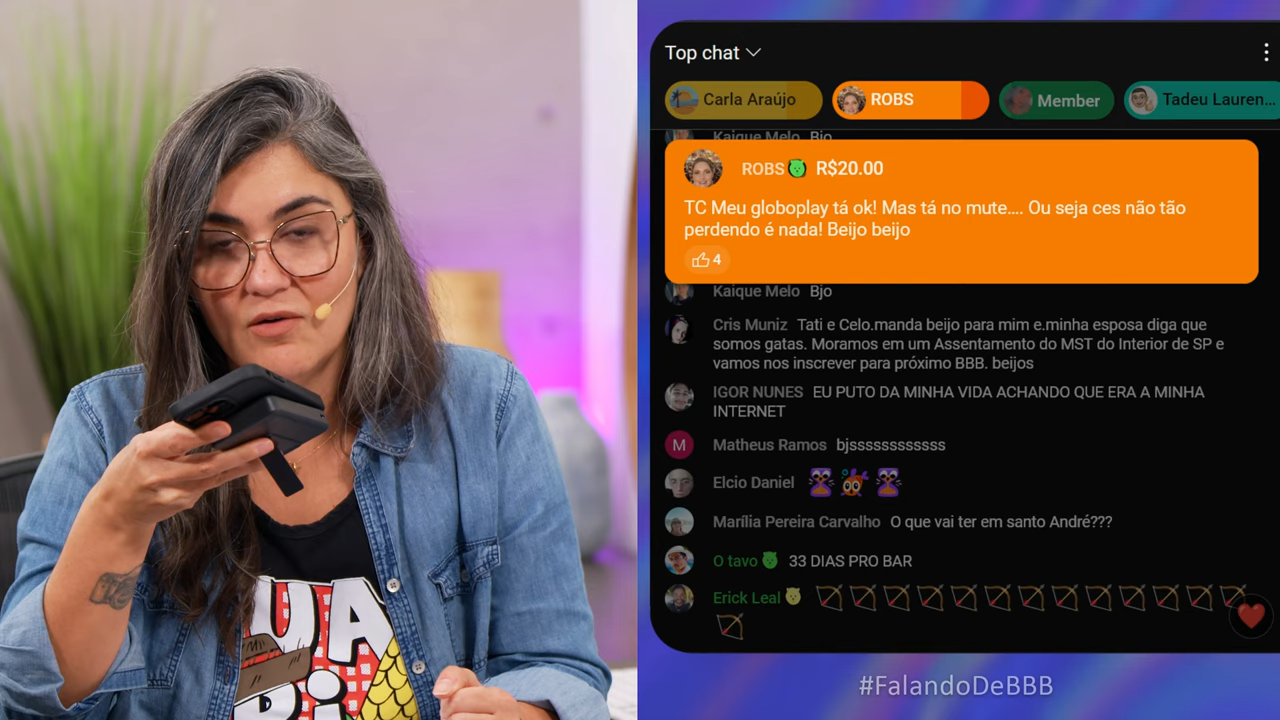 Top chat
Carla Araújo
ROBS
Member
Tadeu Lauren...
Kaique Melo Bjo
ROBS R$20.00
TC Meu globoplay tá ok! Mas tá no mute.... Ou seja ces não tão
perdendo é nada! Beijo beijo
4
Kaique Melo Bjo
Cris Muniz Tati e Celo.manda beijo para mim e.minha esposa diga que
somos gatas. Moramos em um Assentamento do MST do Interior de SP e
vamos nos inscrever para próximo BBB. beijos
IGOR NUNES EU PUTO DA MINHA VIDA ACHANDO QUE ERA A MINHA
INTERNET
M
Matheus Ramos bjssssssssssss
Elcio Daniel
Marília Pereira Carvalho O que vai ter em santo André???
O tavo 33 DIAS PRO BAR
Erick Leal
#FalandoDeBBB